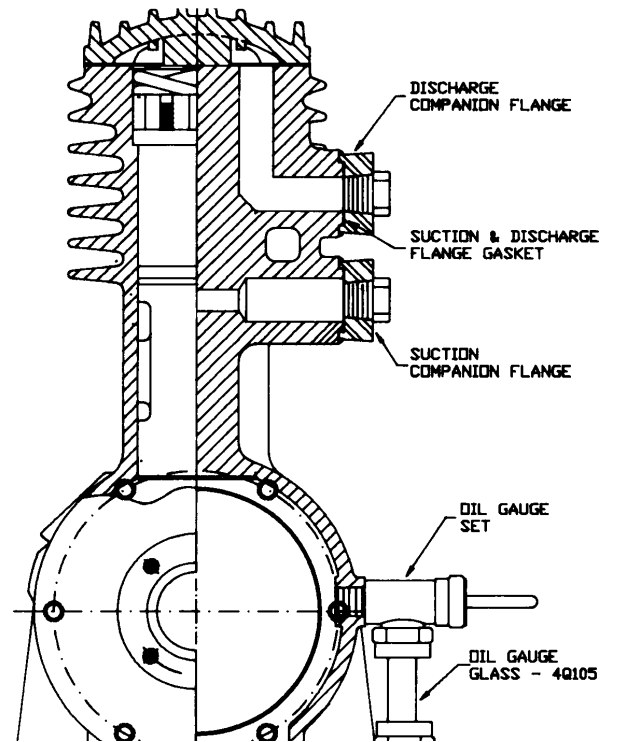 DISCHARGE
COMPANION FLANGE
SUCTION & DISCHARGE
FLANGE GASKET
SUCTION
COMPANION FLANGE
OIL GAUGE
SET
OIL GAUGE
GLASS - 4Q105